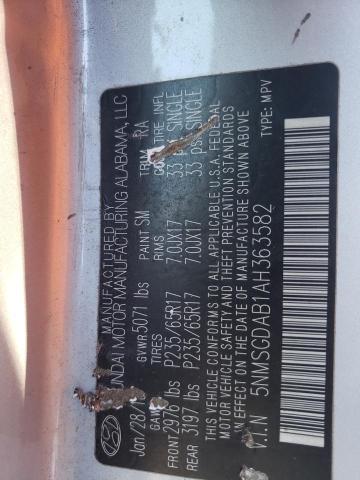 MANUFACTURED BY
HYUNDAI MOTOR MANUFACTURING ALABAMA, LLC
Jan/28/ GVWR 5071 lbs PAINT SM TRIM RA
TIRES RIMS COLD TIRE INFL
FRONT 2976 lbs P235/65R17 7.0JX17 33 psi SINGLE
REAR 3197 lbs P235/65R17 7.0JX17 33 psi SINGLE
THIS VEHICLE CONFORMS TO ALL APPLICABLE U.S.A. FEDERAL
MOTOR VEHICLE SAFETY AND THEFT PREVENTION STANDARDS
IN EFFECT ON THE DATE OF MANUFACTURE SHOWN ABOVE
V.I.N 5NMSGDAB1AH363582 TYPE: MPV